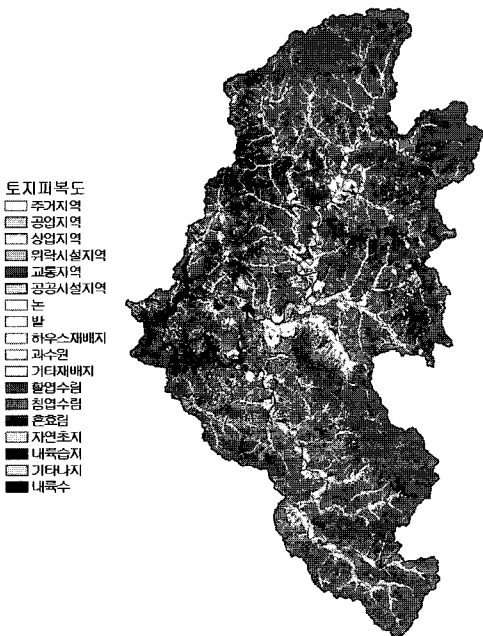 토지피복도
주거지역
공업지역
상업지역
위락시설지역
교통지역
공공시설지역
논
밭
하우스재배지
과수원
기타재배지
활엽수림
침엽수림
혼효림
자연초지
내륙습지
기타나지
내륙수